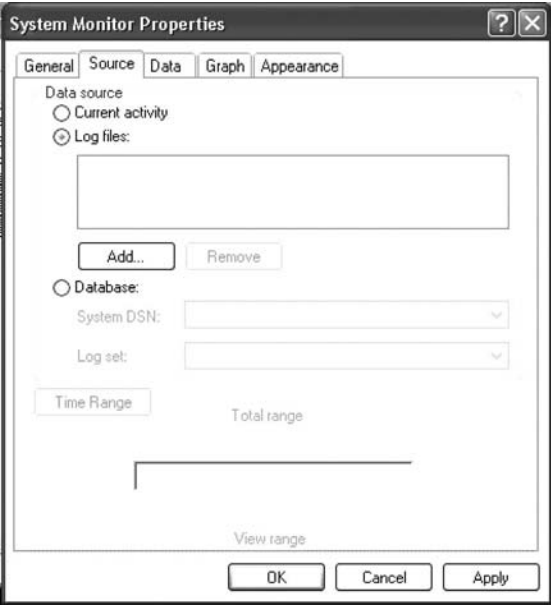 System Monitor Properties
General Source Data Graph Appearance
Data source
Current activity
Log files:
Add... Remove
Database:
System DSN:
Log set:
Time Range
Total range
View range
OK Cancel Apply